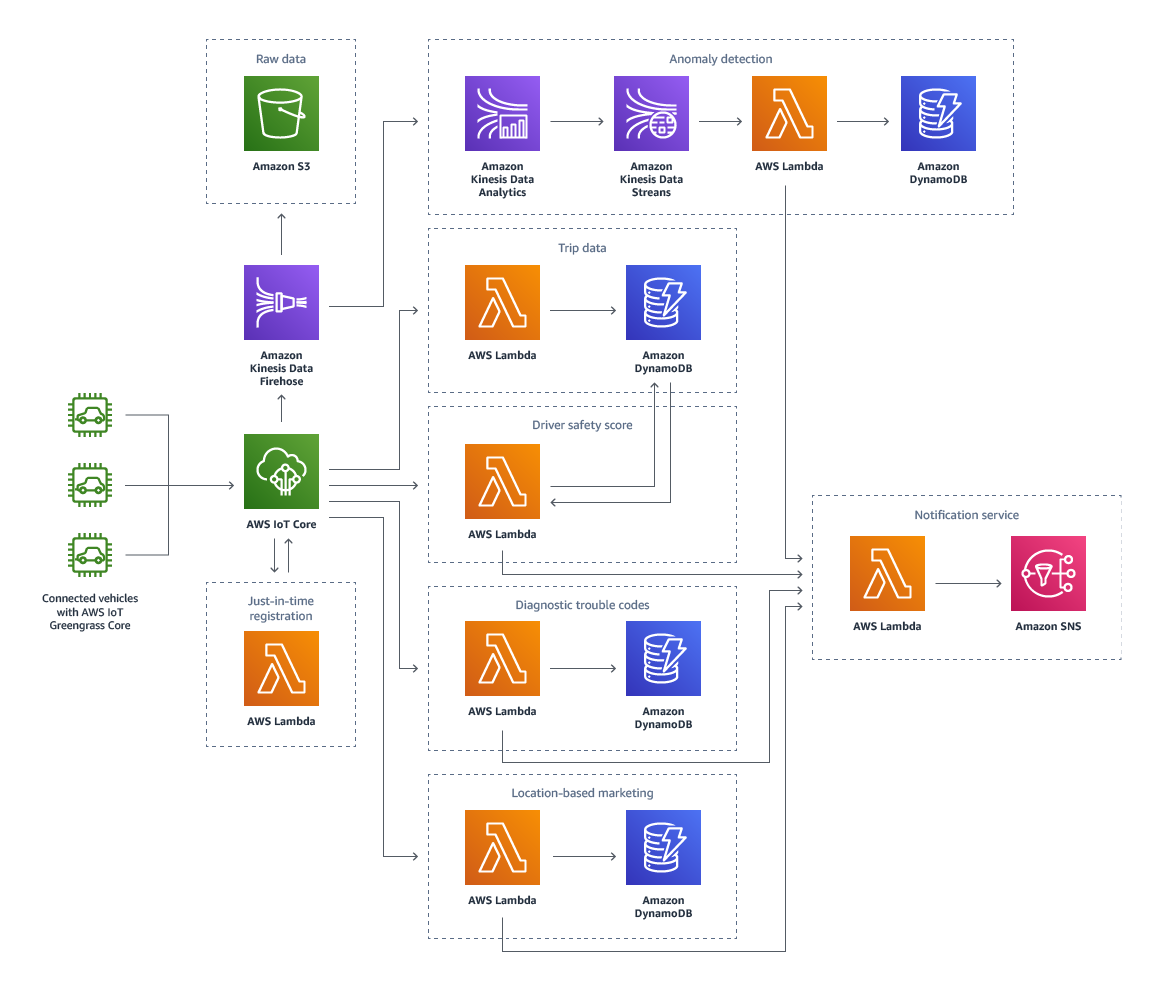 Raw data
Amazon S3
Anomaly detection
Amazon
Kinesis Data
Analytics
Amazon
Kinesis Data
Streans
AWS Lambda
Amazon
DynamoDB
Amazon
Kinesis Data
Firehose
Trip data
AWS Lambda
Amazon
DynamoDB
Connected vehicles
with AWS IoT
Greengrass Core
AWS IoT Core
Driver safety score
AWS Lambda
Just-in-time
registration
AWS Lambda
Diagnostic trouble codes
AWS Lambda
Amazon
DynamoDB
Location-based marketing
AWS Lambda
Amazon
DynamoDB
Notification service
AWS Lambda
Amazon SNS